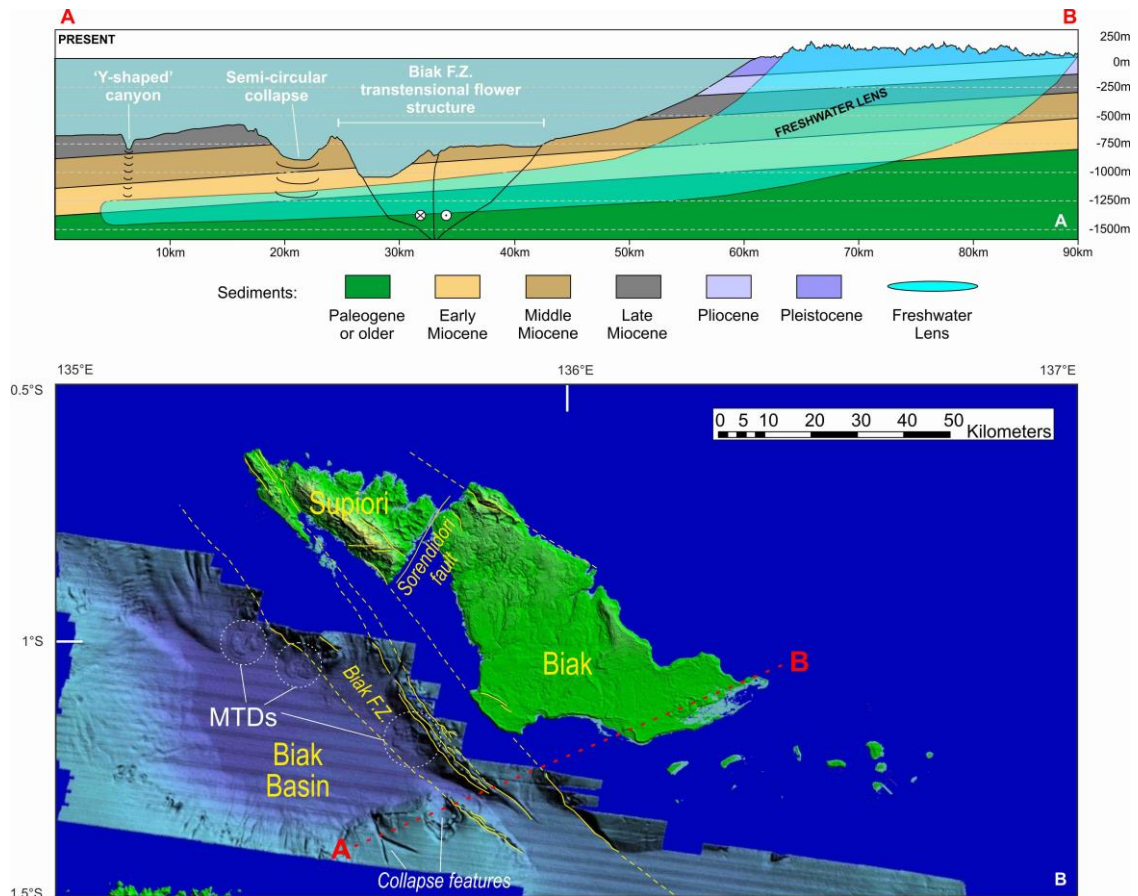 A
B
PRESENT
250m
0m
-250m
-500m
-750m
-1000m
-1250m
-1500m
'Y-shaped'
canyon
Semi-circular
collapse
Biak F.Z.
transtensional flower
structure
FRESHWATER LENS
A
10km
20km
30km
40km
50km
60km
70km
80km
90km
Sediments:
Paleogene
or older
Early
Miocene
Middle
Miocene
Late
Miocene
Pliocene
Pleistocene
Freshwater
Lens
135°E
136°E
137°E
0.5°S
0 5 10 20 30 40 50
Kilometers
Supiori
Sorendidori
fault
1°S
Biak
B
Biak F.Z.
MTDs
Biak
Basin
A
Collapse features
B
1.5°S